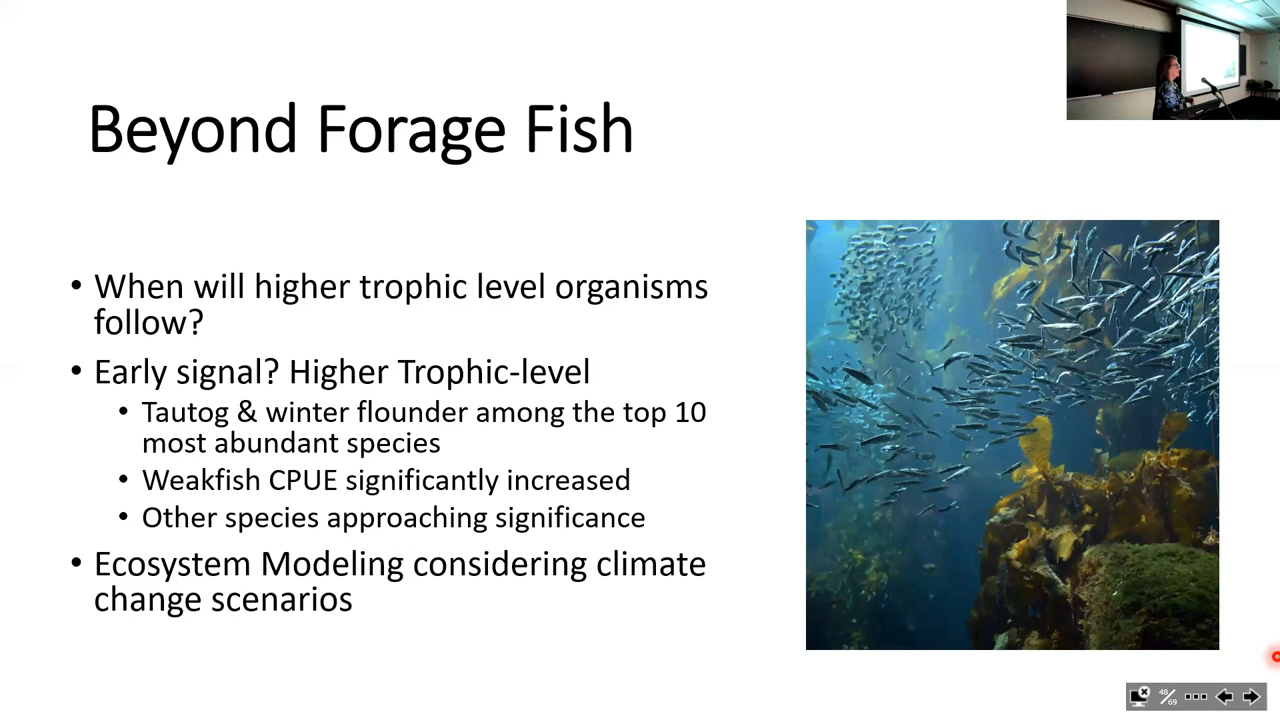 Beyond Forage Fish
• When will higher trophic level organisms
follow?
• Early signal? Higher Trophic-level
• Tautog & winter flounder among the top 10
most abundant species
• Weakfish CPUE significantly increased
• Other species approaching significance
• Ecosystem Modeling considering climate
change scenarios
48/69